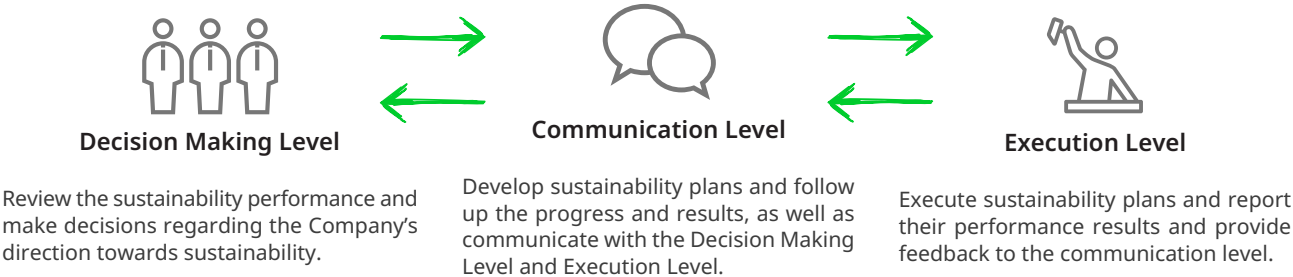 Decision Making Level
Review the sustainability performance and
make decisions regarding the Company’s
direction towards sustainability.
Communication Level
Develop sustainability plans and follow
up the progress and results, as well as
communicate with the Decision Making
Level and Execution Level.
Execution Level
Execute sustainability plans and report
their performance results and provide
feedback to the communication level.